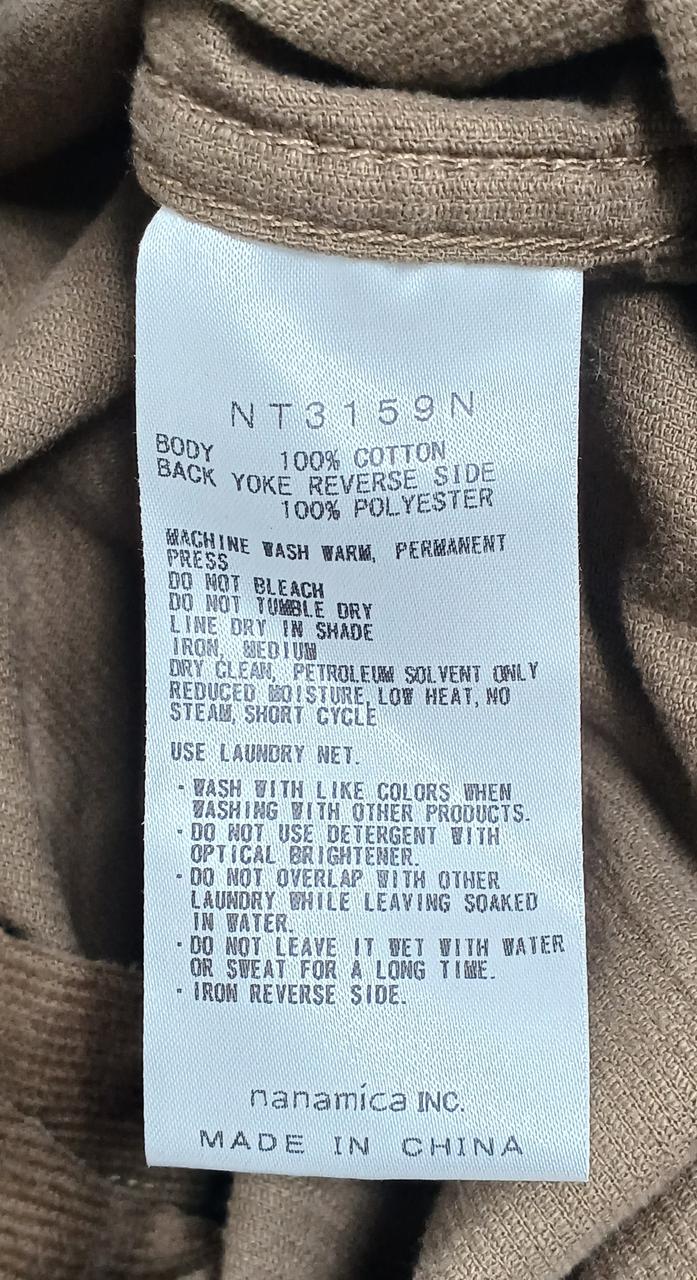 NT3159N
BODY 100% COTTON
BACK YOKE REVERSE SIDE
100% POLYESTER
MACHINE WASH WARM, PERMANENT
PRESS
DO NOT BLEACH
DO NOT TUMBLE DRY
LINE DRY IN SHADE
IRON, MEDIUM
DRY CLEAN, PETROLEUM SOLVENT ONLY
REDUCED MOISTURE, LOW HEAT, NO
STEAM, SHORT CYCLE
USE LAUNDRY NET.
・WASH WITH LIKE COLORS WHEN
WASHING WITH OTHER PRODUCTS.
・DO NOT USE DETERGENT WITH
OPTICAL BRIGHTENER.
・DO NOT OVERLAP WITH OTHER
LAUNDRY WHILE LEAVING SOAKED
IN WATER.
・DO NOT LEAVE IT WET WITH WATER
OR SWEAT FOR A LONG TIME.
・IRON REVERSE SIDE.
nanamica INC.
MADE IN CHINA